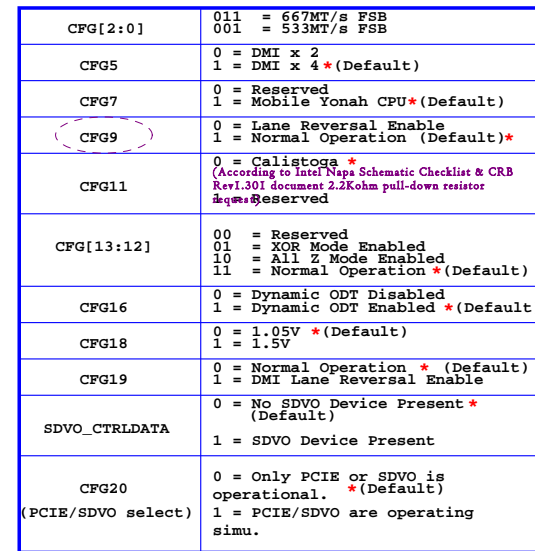 CFG[2:0]
011 = 667MT/s FSB
001 = 533MT/s FSB
CFG5
0 = DMI x 2
1 = DMI x 4 *(Default)
CFG7
0 = Reserved
1 = Mobile Yonah CPU*(Default)
CFG9
0 = Lane Reversal Enable
1 = Normal Operation (Default)*
CFG11
0 = Calistoga *
(According to Intel Napa Schematic Checklist & CRB
Rev1.301 document 2.2Kohm pull-down resistor
request)
1 = Reserved
CFG[13:12]
00 = Reserved
01 = XOR Mode Enabled
10 = All Z Mode Enabled
11 = Normal Operation *(Default)
CFG16
0 = Dynamic ODT Disabled
1 = Dynamic ODT Enabled *(Default
CFG18
0 = 1.05V *(Default)
1 = 1.5V
CFG19
0 = Normal Operation * (Default)
1 = DMI Lane Reversal Enable
SDVO_CTRLDATA
0 = No SDVO Device Present *
(Default)
1 = SDVO Device Present
CFG20
(PCIE/SDVO select)
0 = Only PCIE or SDVO is
operational. *(Default)
1 = PCIE/SDVO are operating
simu.